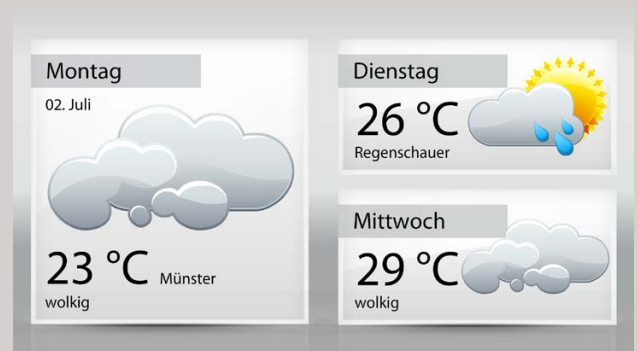 Montag
02. Juli
23 °C Münster
wolkig
Dienstag
26 °C
Regenschauer
Mittwoch
29 °C
wolkig